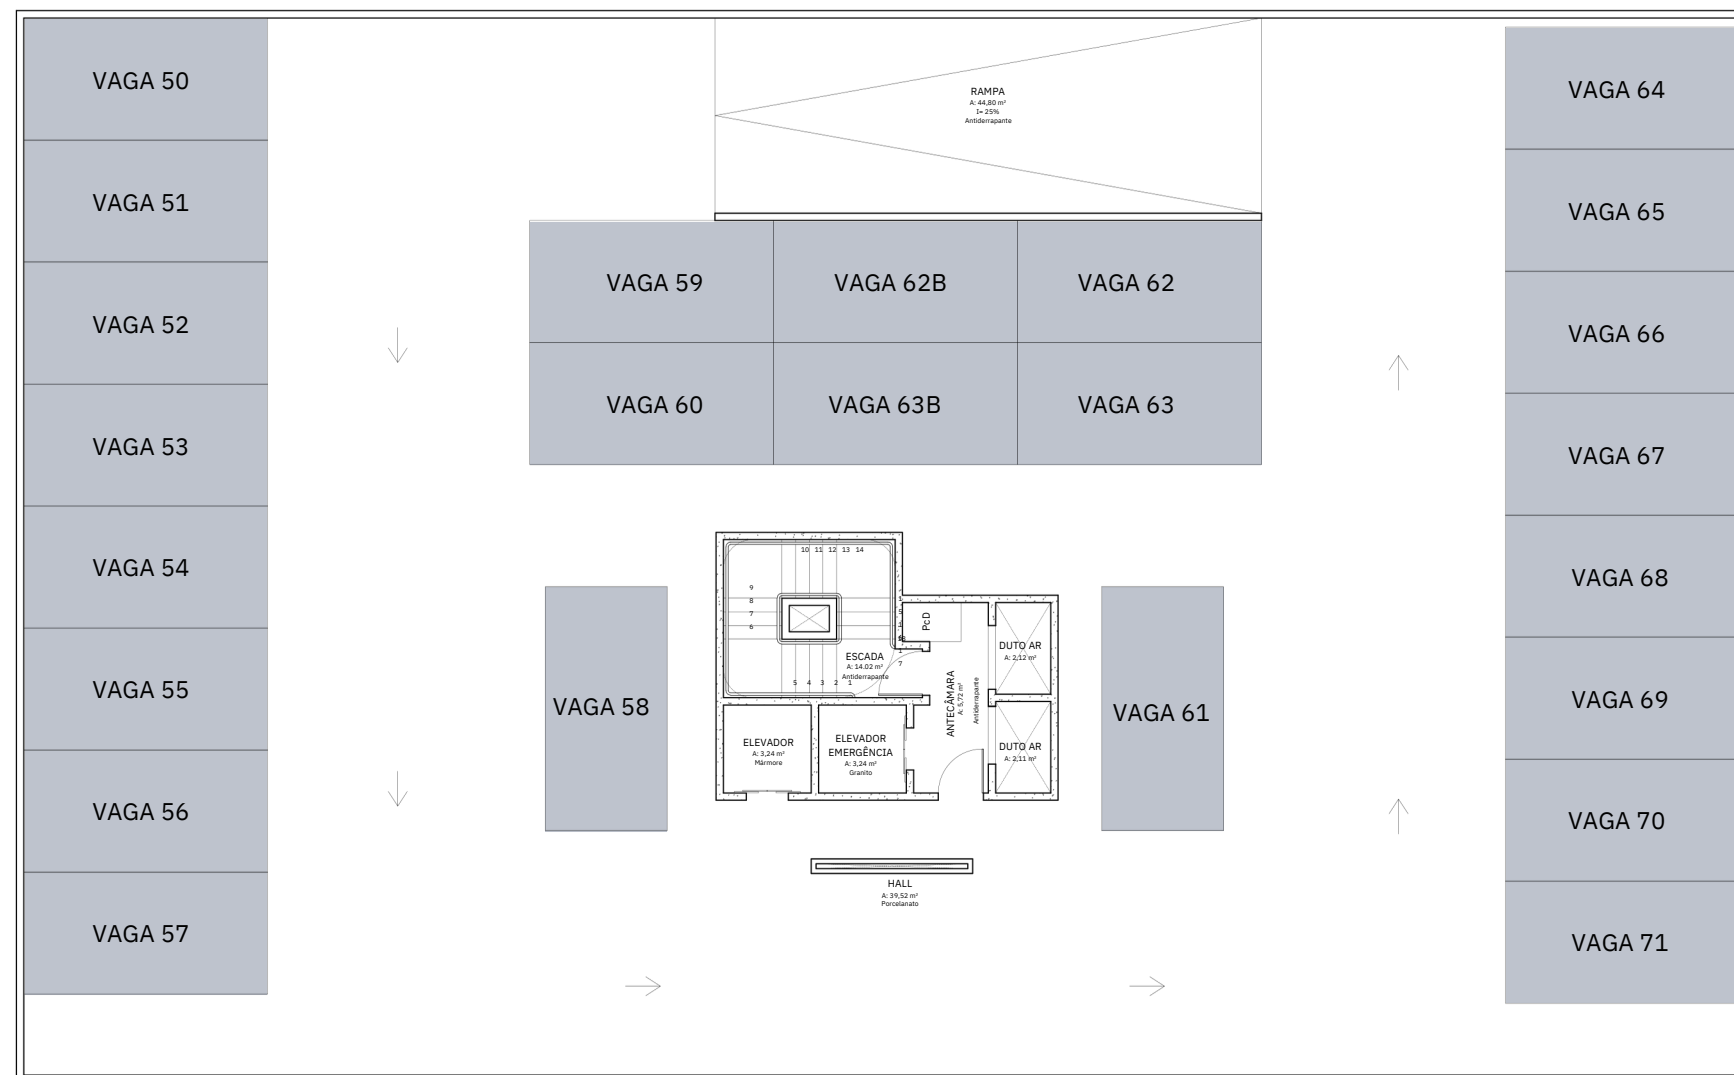 VAGA 50
VAGA 51
VAGA 52
VAGA 53
VAGA 54
VAGA 55
VAGA 56
VAGA 57
RAMPA
A: 44,80 m²
I= 25%
Antiderrapante
VAGA 59
VAGA 62B
VAGA 62
VAGA 60
VAGA 63B
VAGA 63
VAGA 58
10 11 12 13 14
9
8
7
6
5 4 3 2 1
1
5
1
1
7
ESCADA
A: 14.02 m²
Antiderrapante
PcD
DUTO AR
A: 2,12 m²
ANTECÂMARA
A: 5,72 m²
Antiderrapante
ELEVADOR
A: 3,24 m²
Mármore
ELEVADOR
EMERGÊNCIA
A: 3,24 m²
Granito
DUTO AR
A: 2,11 m²
VAGA 61
HALL
A: 39,52 m²
Porcelanato
VAGA 64
VAGA 65
VAGA 66
VAGA 67
VAGA 68
VAGA 69
VAGA 70
VAGA 71